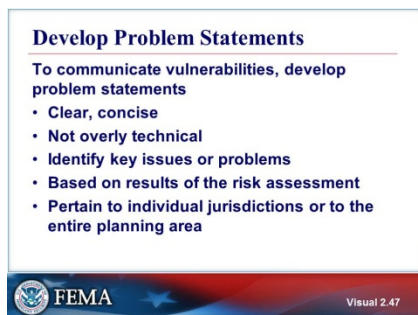 Develop Problem Statements
To communicate vulnerabilities, develop
problem statements
• Clear, concise
• Not overly technical
• Identify key issues or problems
• Based on results of the risk assessment
• Pertain to individual jurisdictions or to the
entire planning area
FEMA
Visual 2.47